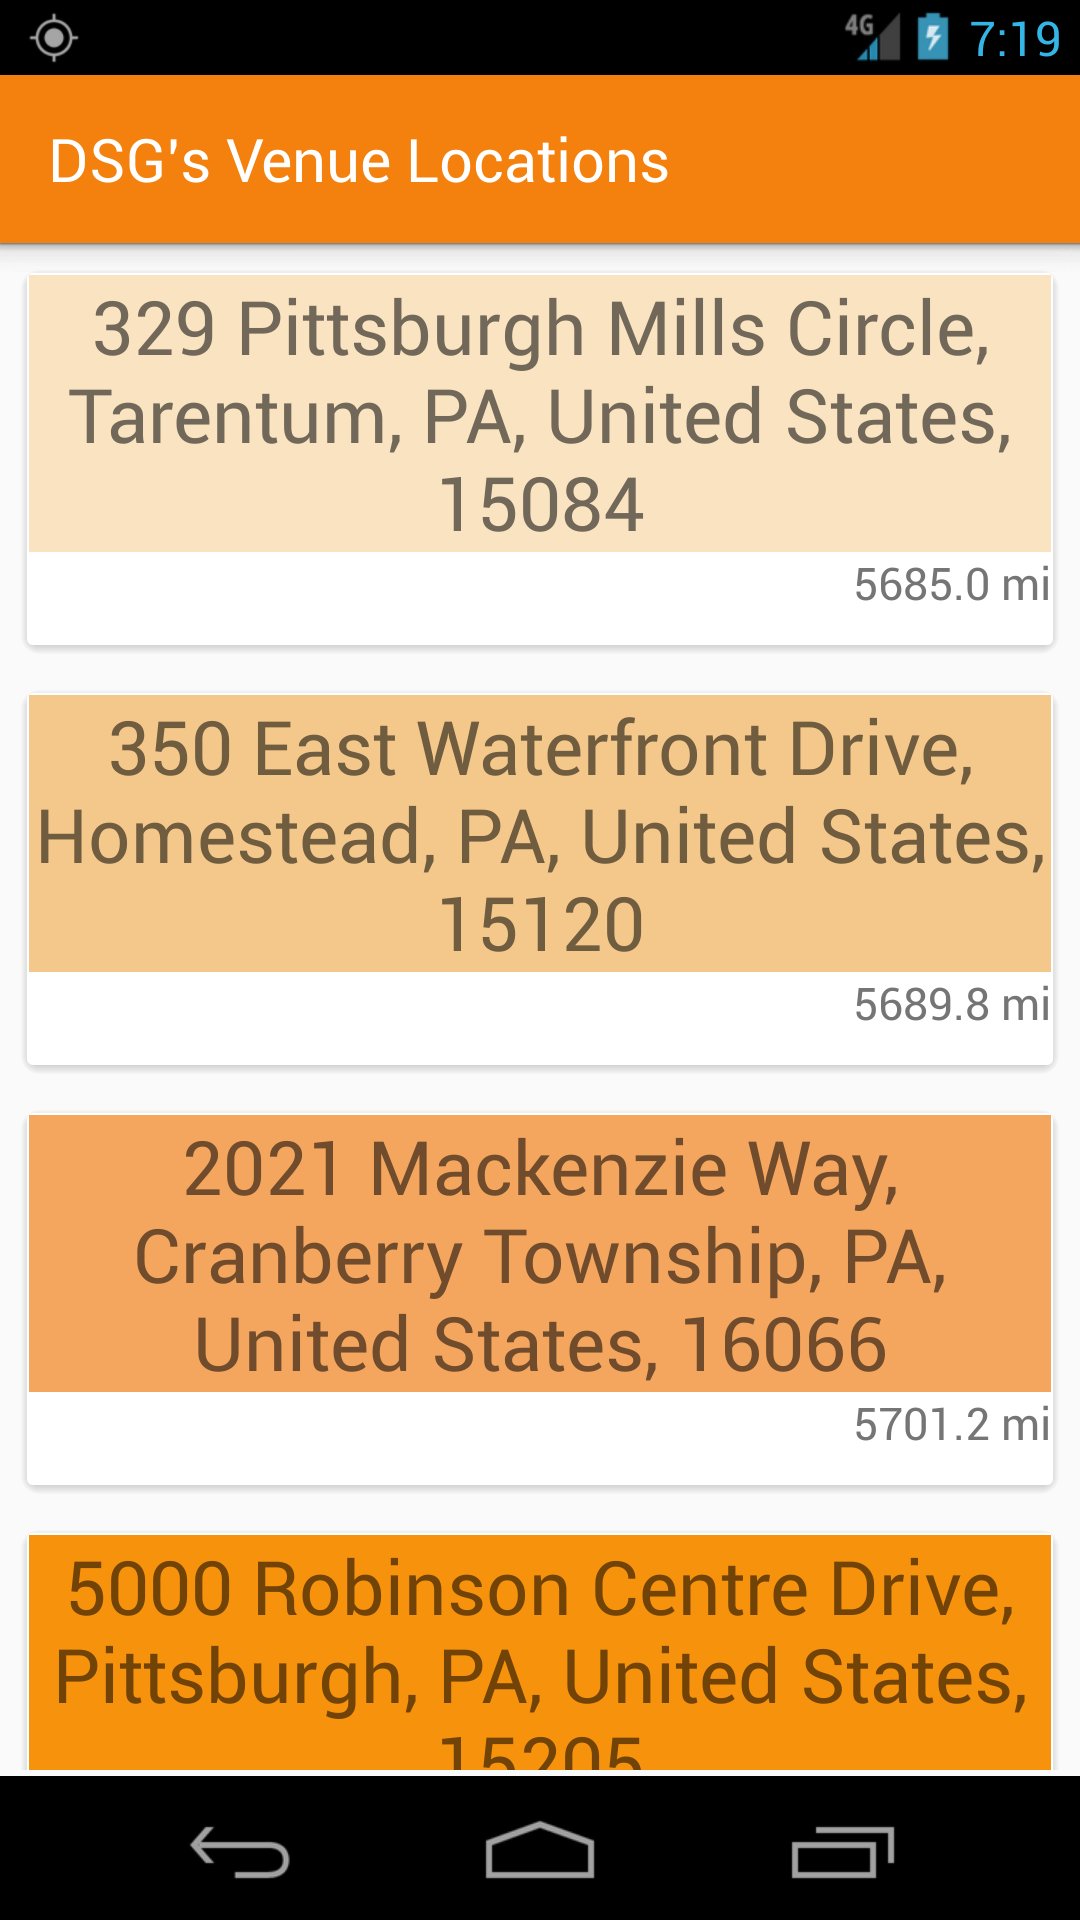 4G 7:19
DSG's Venue Locations
329 Pittsburgh Mills Circle,
Tarentum, PA, United States,
15084
5685.0 mi
350 East Waterfront Drive,
Homestead, PA, United States,
15120
5689.8 mi
2021 Mackenzie Way,
Cranberry Township, PA,
United States, 16066
5701.2 mi
5000 Robinson Centre Drive,
Pittsburgh, PA, United States,
15205